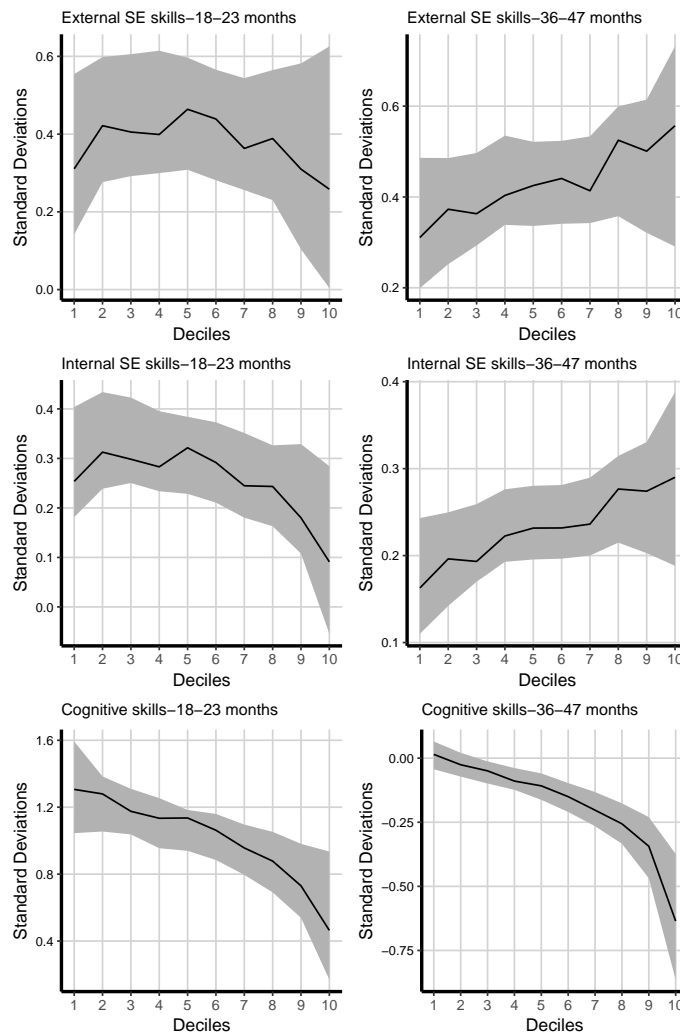 External SE skills−18−23 months
0.6
0.4
0.2
0.0
Standard Deviations
1 2 3 4 5 6 7 8 9 10
Deciles
External SE skills−36−47 months
0.6
0.4
0.2
Standard Deviations
1 2 3 4 5 6 7 8 9 10
Deciles
Internal SE skills−18−23 months
0.4
0.3
0.2
0.1
0.0
Standard Deviations
1 2 3 4 5 6 7 8 9 10
Deciles
Internal SE skills−36−47 months
0.4
0.3
0.2
0.1
Standard Deviations
1 2 3 4 5 6 7 8 9 10
Deciles
Cognitive skills−18−23 months
1.6
1.2
0.8
0.4
Standard Deviations
1 2 3 4 5 6 7 8 9 10
Deciles
Cognitive skills−36−47 months
0.00
−0.25
−0.50
−0.75
Standard Deviations
1 2 3 4 5 6 7 8 9 10
Deciles